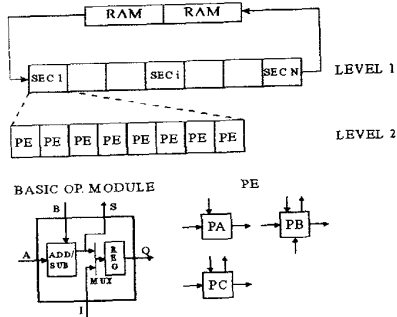 RAM RAM
SEC 1 SEC i SEC N LEVEL 1
PE PE PE PE PE PE PE PE LEVEL 2
BASIC OP. MODULE PE
B S
A ADD/ SUB MUX REG Q
I
PA PB
PC